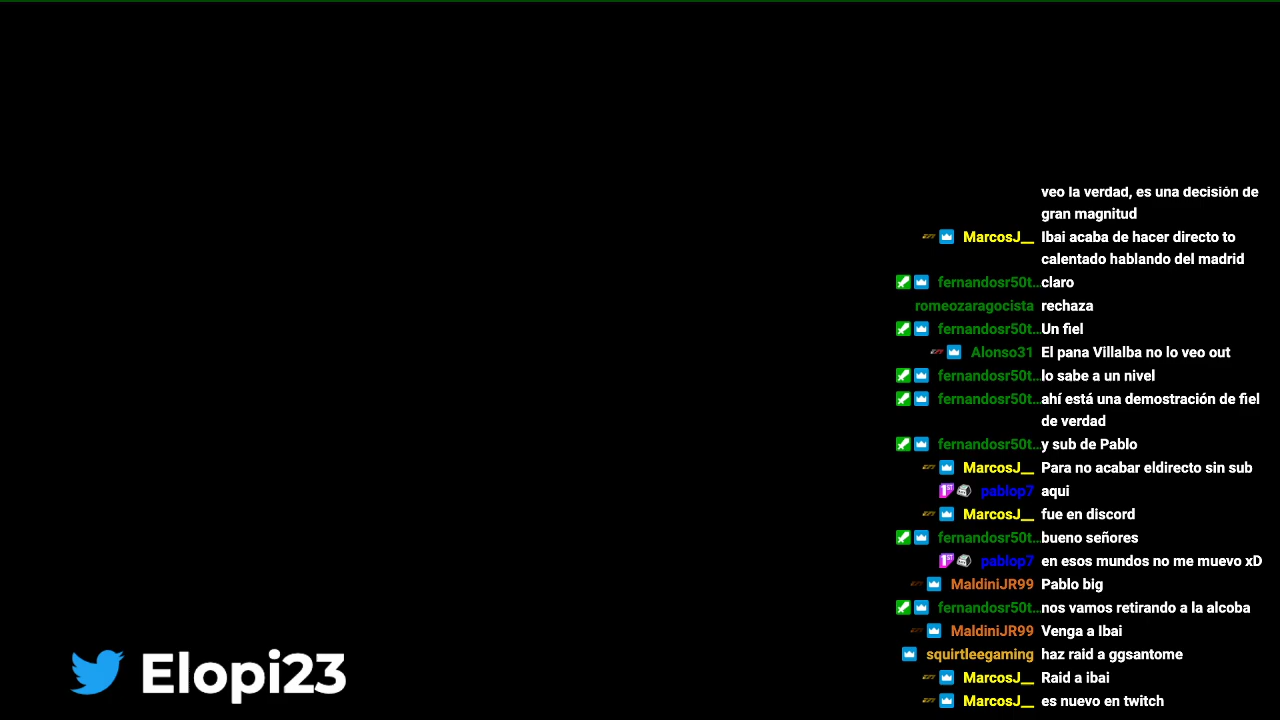 veo la verdad, es una decisión de
gran magnitud
MarcosJ__ Ibai acaba de hacer directo to
calentado hablando del madrid
fernandosr50t... claro
romeozaragocista rechaza
fernandosr50t... Un fiel
Alonso31 El pana Villalba no lo veo out
fernandosr50t... lo sabe a un nivel
fernandosr50t... ahí está una demostración de fiel
de verdad
fernandosr50t... y sub de Pablo
MarcosJ__ Para no acabar eldirecto sin sub
pablop7 aqui
MarcosJ__ fue en discord
fernandosr50t... bueno señores
pablop7 en esos mundos no me muevo xD
MaldiniJR99 Pablo big
fernandosr50t... nos vamos retirando a la alcoba
MaldiniJR99 Venga a Ibai
squirtleegaming haz raid a ggsantome
MarcosJ__ Raid a ibai
MarcosJ__ es nuevo en twitch
Elopi23